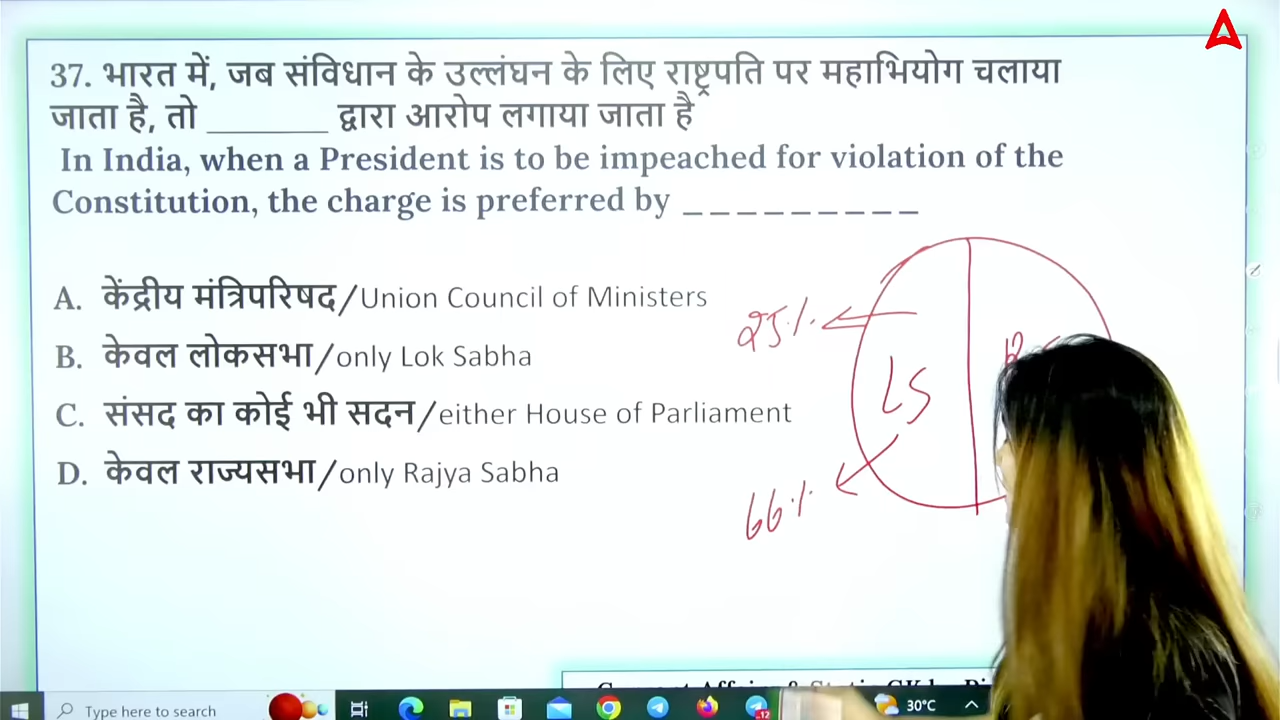 37. भारत में, जब संविधान के उल्लंघन के लिए राष्ट्रपति पर महाभियोग चलाया
जाता है, तो ________ द्वारा आरोप लगाया जाता है
In India, when a President is to be impeached for violation of the
Constitution, the charge is preferred by _ _ _ _ _ _ _ _ _
A. केंद्रीय मंत्रिपरिषद/Union Council of Ministers
B. केवल लोकसभा/only Lok Sabha
C. संसद का कोई भी सदन/either House of Parliament
D. केवल राज्यसभा/only Rajya Sabha
25%
LS
66%
Type here to search
12
30°C